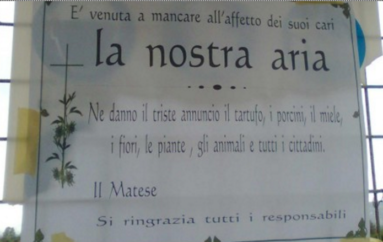 E' venuta a mancare all'affetto dei suoi cari
la nostra aria
Ne danno il triste annuncio il tartufo, i porcini, il miele,
i fiori, le piante , gli animali e tutti i cittadini.
Il Matese
Si ringrazia tutti i responsabili